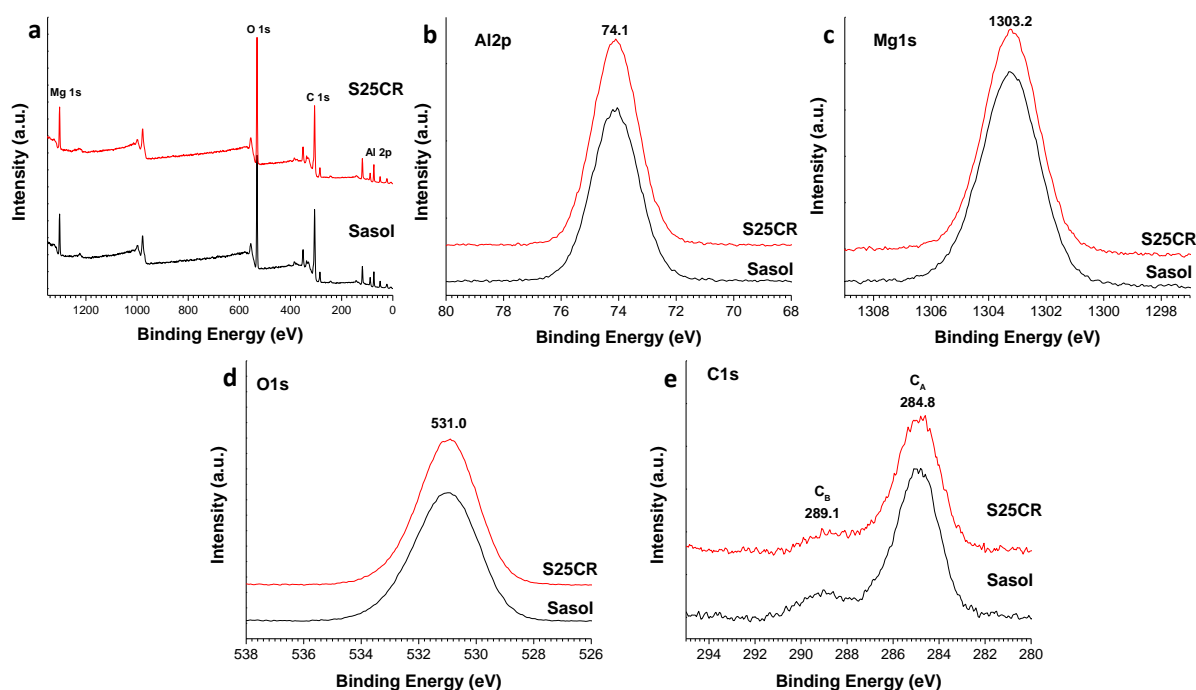 a
O 1s
S25CR
Mg 1s
C 1s
Al 2p
Sasol
Intensity (a.u.)
1200 1000 800 600 400 200 0
Binding Energy (eV)
b
Al2p
74.1
S25CR
Sasol
Intensity (a.u.)
80 78 76 74 72 70 68
Binding Energy (eV)
c
Mg1s
1303.2
S25CR
Sasol
Intensity (a.u.)
1308 1306 1304 1302 1300 1298
Binding Energy (eV)
d
O1s
531.0
S25CR
Sasol
Intensity (a.u.)
538 536 534 532 530 528 526
Binding Energy (eV)
e
C1s
C_A
284.8
C_B
289.1
S25CR
Sasol
Intensity (a.u.)
294 292 290 288 286 284 282 280
Binding Energy (eV)